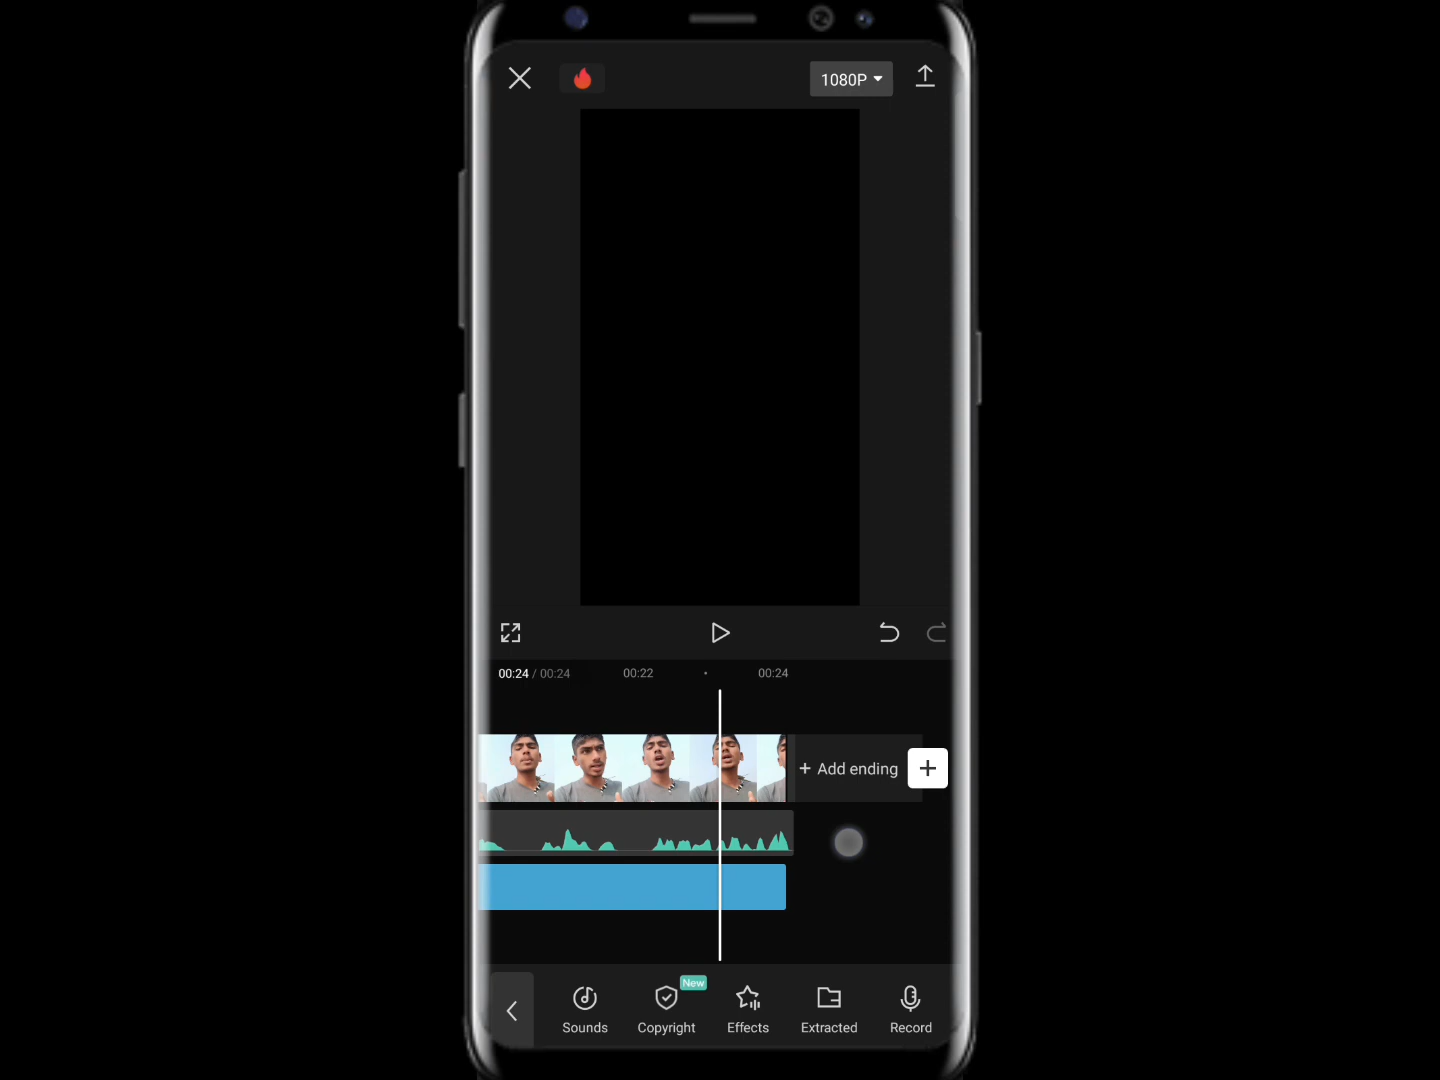 1080P
00:24 / 00:24
00:22
00:24
+ Add ending
New
Sounds
Copyright
Effects
Extracted
Record